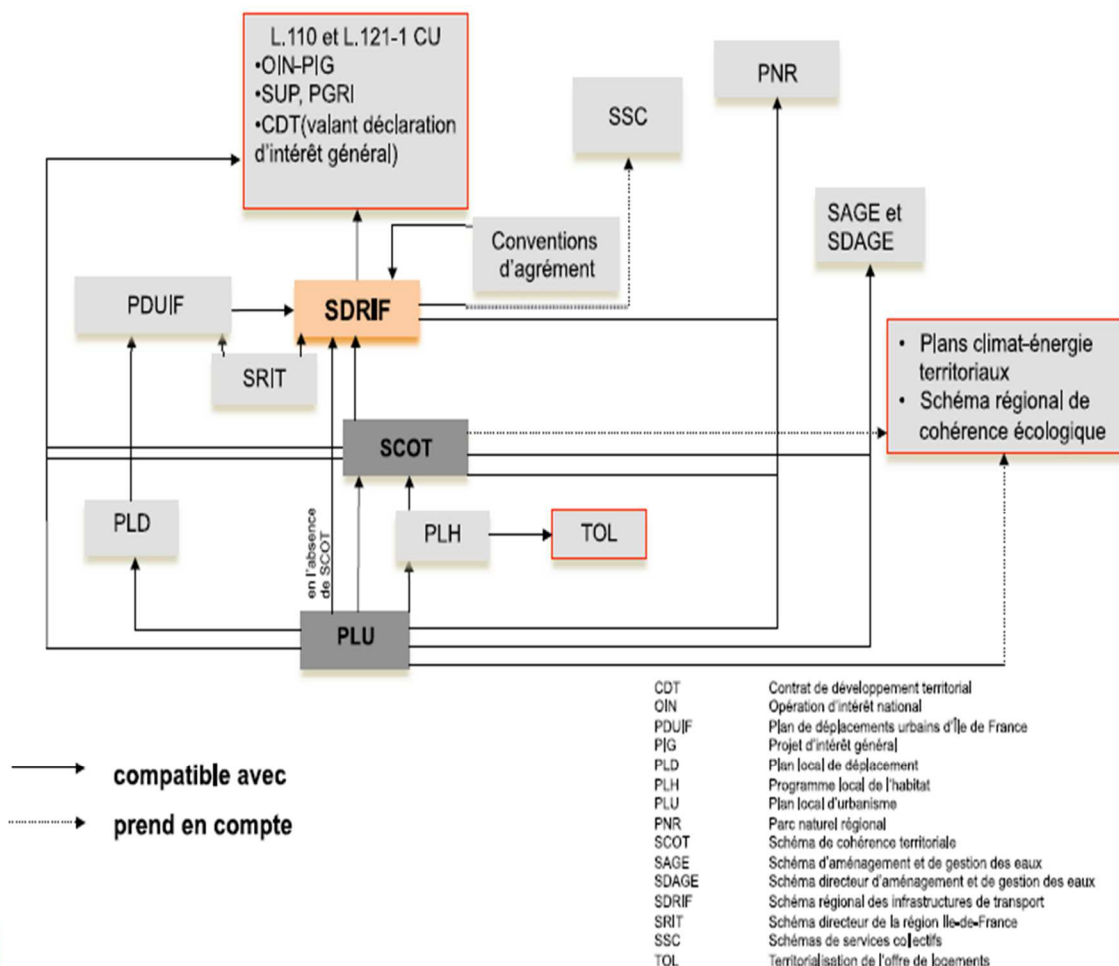 L.110 et L.121-1 CU
•OIN-PIG
•SUP, PGRI
•CDT(valant déclaration
d'intérêt général)
PNR
SSC
SAGE et
SDAGE
Conventions
d'agrément
PDUIF
SDRIF
SRIT
• Plans climat-énergie
territoriaux
• Schéma régional de
cohérence écologique
SCOT
PLD
en l'absence
de SCOT
PLH
TOL
PLU
compatible avec
prend en compte
CDT Contrat de développement territorial
OIN Opération d'intérêt national
PDUIF Plan de déplacements urbains d'Île de France
PIG Projet d'intérêt général
PLD Plan local de déplacement
PLH Programme local de l'habitat
PLU Plan local d'urbanisme
PNR Parc naturel régional
SCOT Schéma de cohérence territoriale
SAGE Schéma d'aménagement et de gestion des eaux
SDAGE Schéma directeur d'aménagement et de gestion des eaux
SDRIF Schéma régional des infrastructures de transport
SRIT Schéma directeur de la région Ile-de-France
SSC Schémas de services collectifs
TOL Territorialisation de l'offre de logements